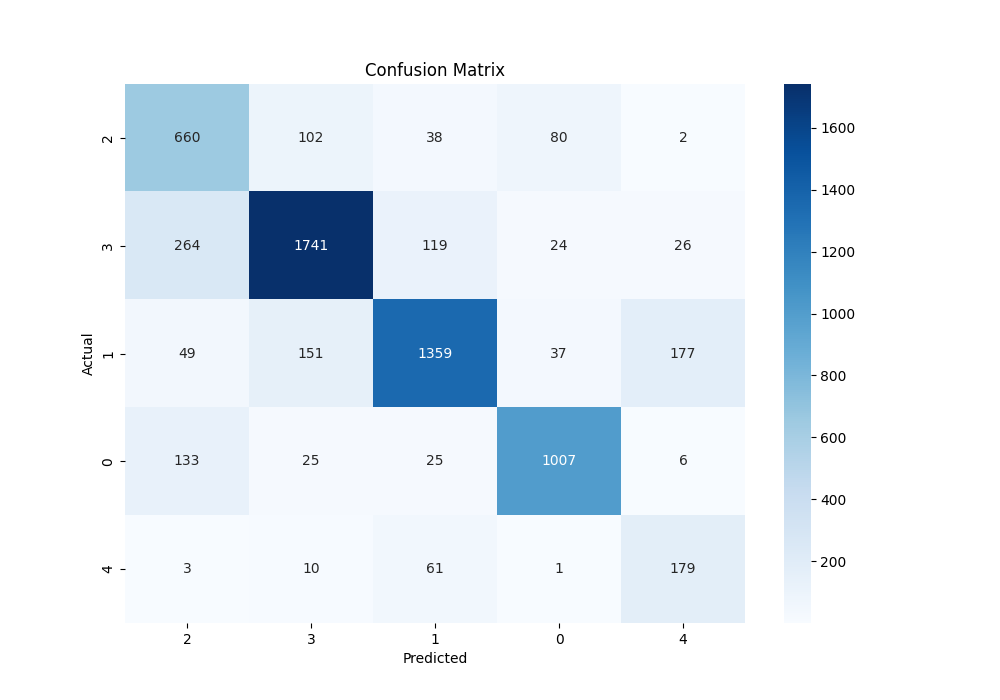 Confusion Matrix
Actual
2 660 102 38 80 2
3 264 1741 119 24 26
1 49 151 1359 37 177
0 133 25 25 1007 6
4 3 10 61 1 179
2 3 1 0 4
Predicted
1600
1400
1200
1000
800
600
400
200